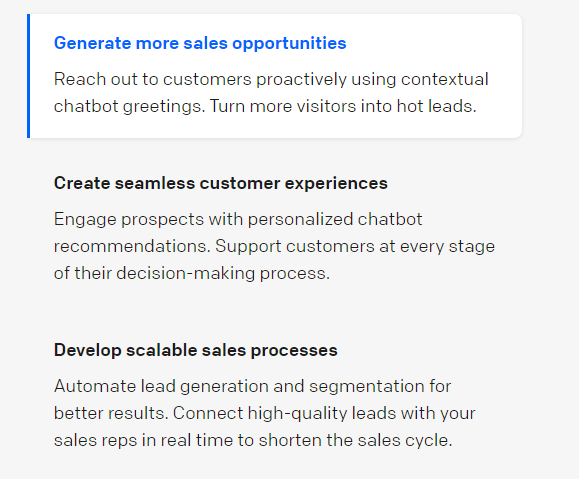 Generate more sales opportunities
Reach out to customers proactively using contextual
chatbot greetings. Turn more visitors into hot leads.
Create seamless customer experiences
Engage prospects with personalized chatbot
recommendations. Support customers at every stage
of their decision-making process.
Develop scalable sales processes
Automate lead generation and segmentation for
better results. Connect high-quality leads with your
sales reps in real time to shorten the sales cycle.